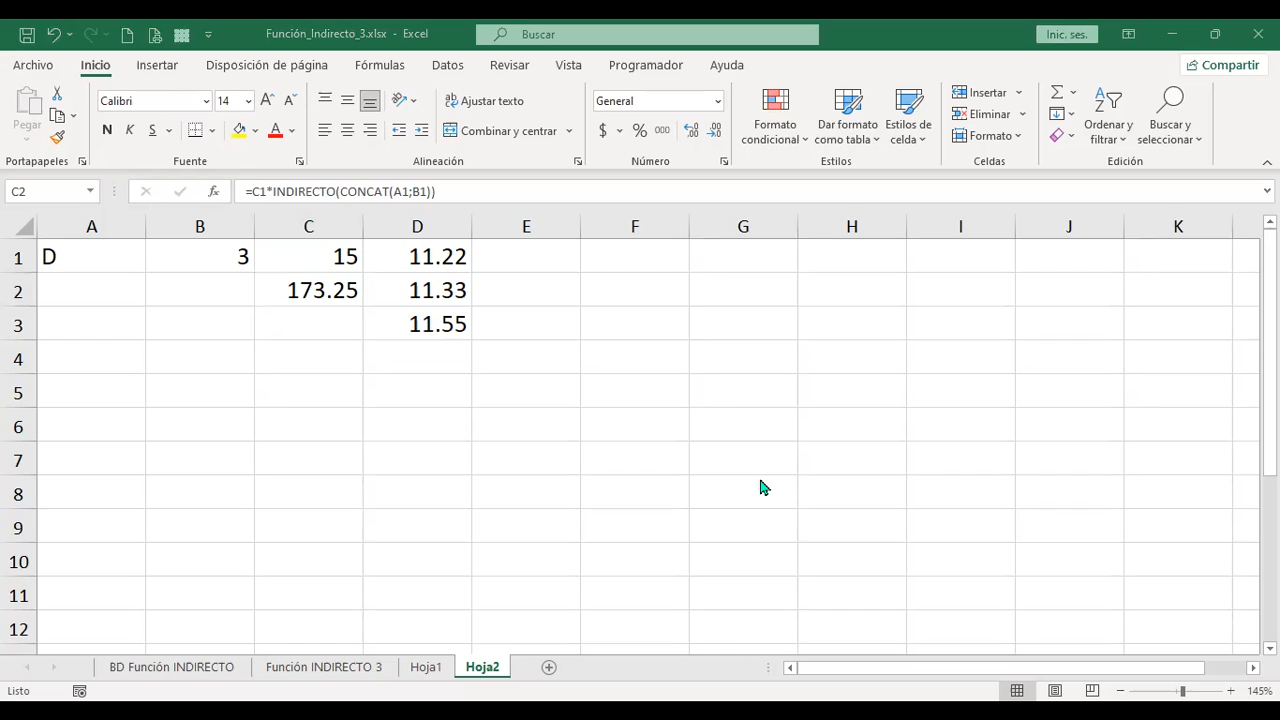 Función_Indirecto_3.xlsx - Excel
Buscar
Inic. ses.
Archivo Inicio Insertar Disposición de página Fórmulas Datos Revisar Vista Programador Ayuda Compartir
Pegar
Portapapeles
Calibri 14
N K S
Fuente
Ajustar texto
Combinar y centrar
Alineación
General
$ % 000
Número
Formato condicional
Dar formato como tabla
Estilos de celda
Estilos
Insertar
Eliminar
Formato
Celdas
Ordenar y filtrar
Buscar y seleccionar
Edición
C2 fx =C1*INDIRECTO(CONCAT(A1;B1))
A B C D E F G H I J K
1 D 3 15 11.22
2 173.25 11.33
3 11.55
4
5
6
7
8
9
10
11
12
BD Función INDIRECTO Función INDIRECTO 3 Hoja1 Hoja2
Listo 145%